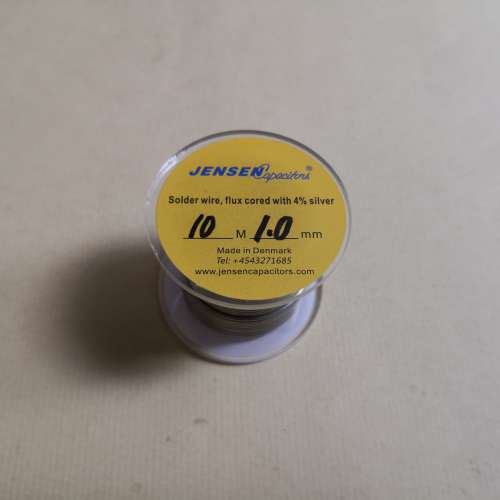 JENSEN Capacitors ®
Solder wire, flux cored with 4% silver
10 M 1.0 mm
Made in Denmark
Tel: +4543271685
www.jensencapacitors.com